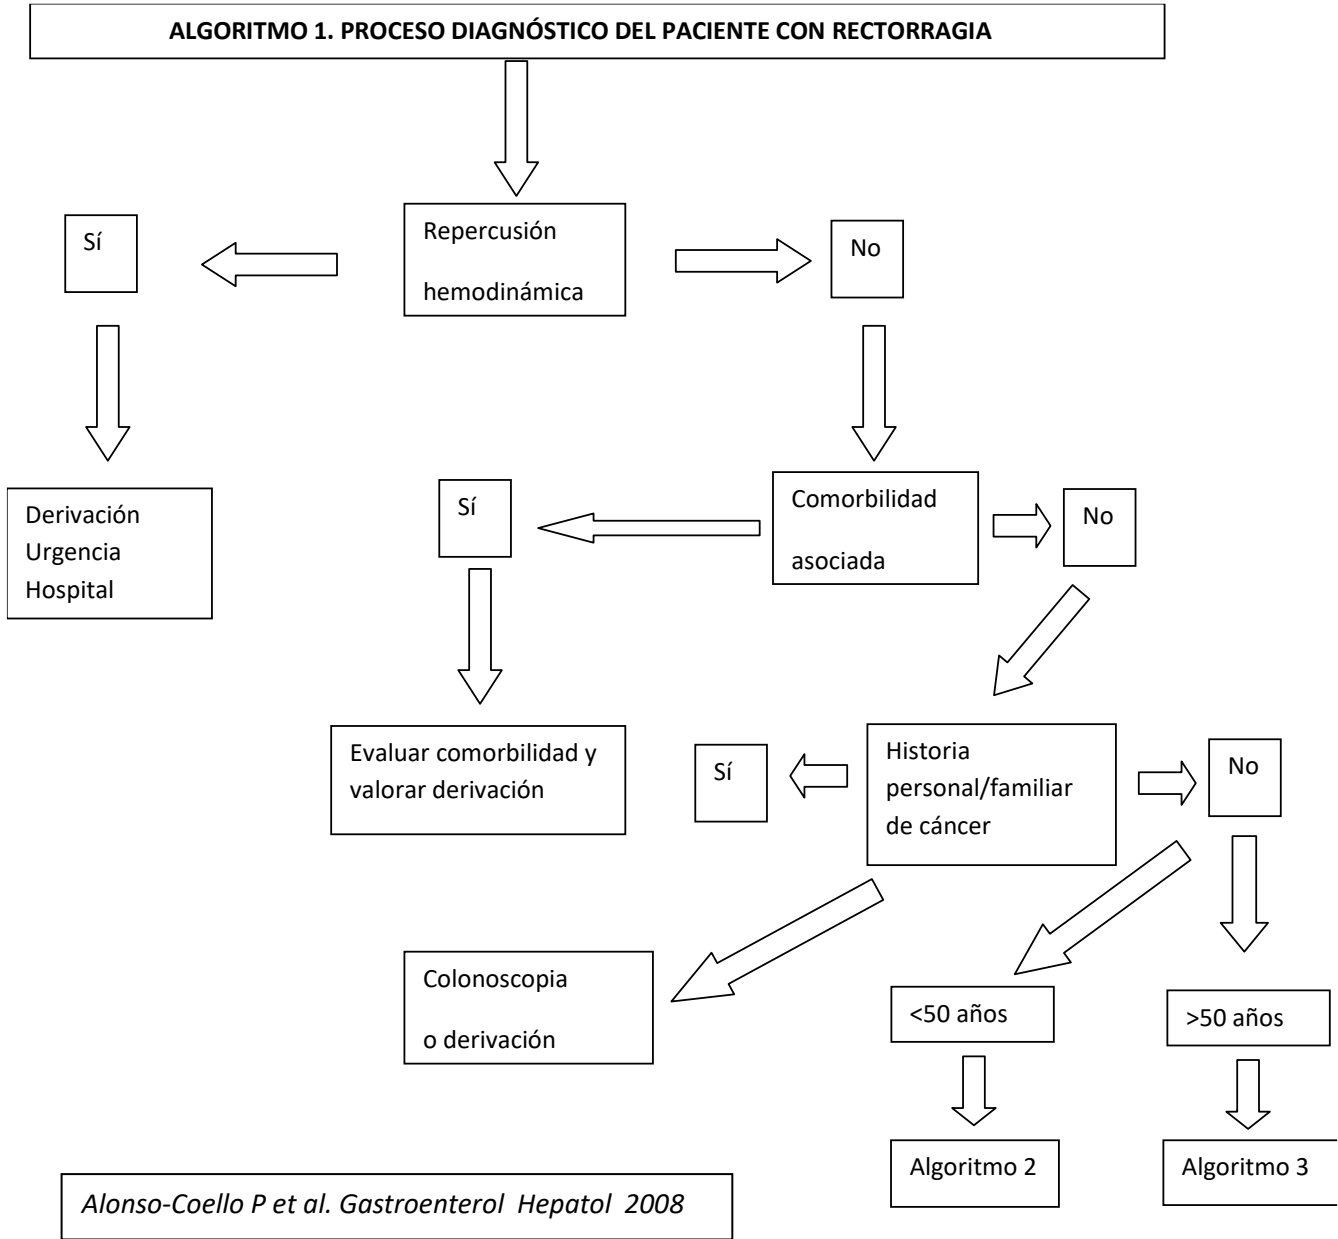 ALGORITMO 1. PROCESO DIAGNÓSTICO DEL PACIENTE CON RECTORRAGIA
Sí
Repercusión
hemodinámica
No
Derivación
Urgencia
Hospital
Sí
Comorbilidad
asociada
No
Evaluar comorbilidad y
valorar derivación
Sí
Historia
personal/familiar
de cáncer
No
Colonoscopia
o derivación
<50 años
>50 años
Algoritmo 2
Algoritmo 3
Alonso-Coello P et al. Gastroenterol Hepatol 2008